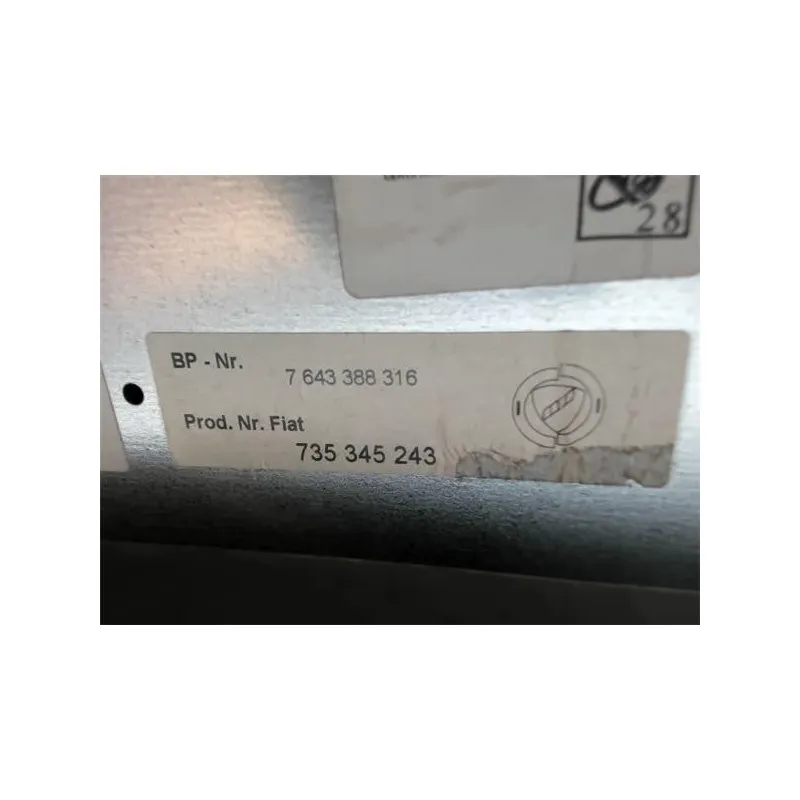 28
BP - Nr.
7 643 388 316
Prod. Nr. Fiat
735 345 243